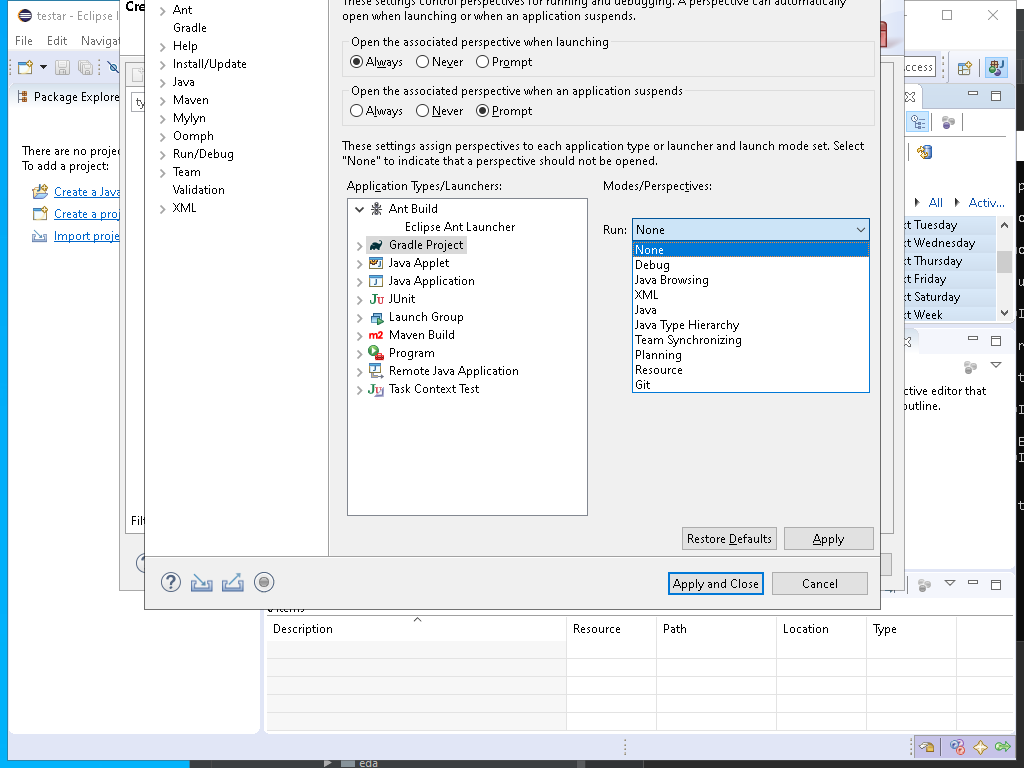 testar - Eclipse I
Cre
File Edit Navigat
Package Explore
There are no projec
To add a project:
Create a Java
Create a proj
Import proje
ty
Filt
Ant
Gradle
Help
Install/Update
Java
Maven
Mylyn
Oomph
Run/Debug
Team
Validation
XML
These settings control perspectives for running and debugging. A perspective can automatically
open when launching or when an application suspends.
Open the associated perspective when launching
Always Never Prompt
Open the associated perspective when an application suspends
Always Never Prompt
These settings assign perspectives to each application type or launcher and launch mode set. Select
"None" to indicate that a perspective should not be opened.
Application Types/Launchers:
Ant Build
Eclipse Ant Launcher
Gradle Project
Java Applet
Java Application
JUnit
Launch Group
Maven Build
Program
Remote Java Application
Task Context Test
Modes/Perspectives:
Run: None
None
Debug
Java Browsing
XML
Java
Java Type Hierarchy
Team Synchronizing
Planning
Resource
Git
Restore Defaults Apply
Apply and Close Cancel
ccess
All Activ...
xt Tuesday
xt Wednesday
xt Thursday
xt Friday
xt Saturday
xt Week
ctive editor that
outline.
items
Description Resource Path Location Type
eda